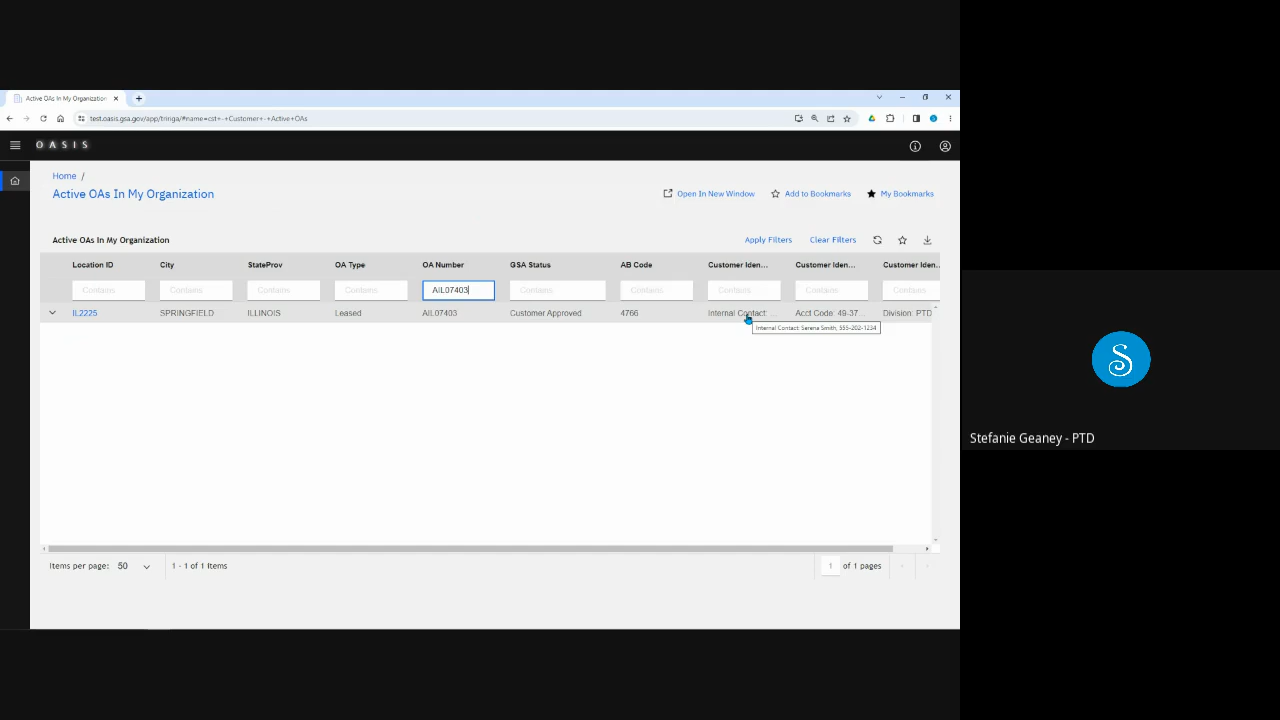 Active OAs In My Organization
test.oasis.gsa.gov/app/tririga/#name=cst+-+Customer+-+Active+OAs
OASIS
Home /
Active OAs In My Organization
Open In New Window Add to Bookmarks My Bookmarks
Active OAs In My Organization Apply Filters Clear Filters
Location ID City StateProv OA Type OA Number GSA Status AB Code Customer Iden... Customer Iden... Customer Iden..
Contains Contains Contains Contains AIL07403 Contains Contains Contains Contains Contains
IL2225 SPRINGFIELD ILLINOIS Leased AIL07403 Customer Approved 4766 Internal Contact: ... Acct Code: 49-37... Division: PTD
Internal Contact: Serena Smith, 555-202-1234
Items per page: 50 1 - 1 of 1 Items 1 of 1 pages
S
Stefanie Geaney - PTD